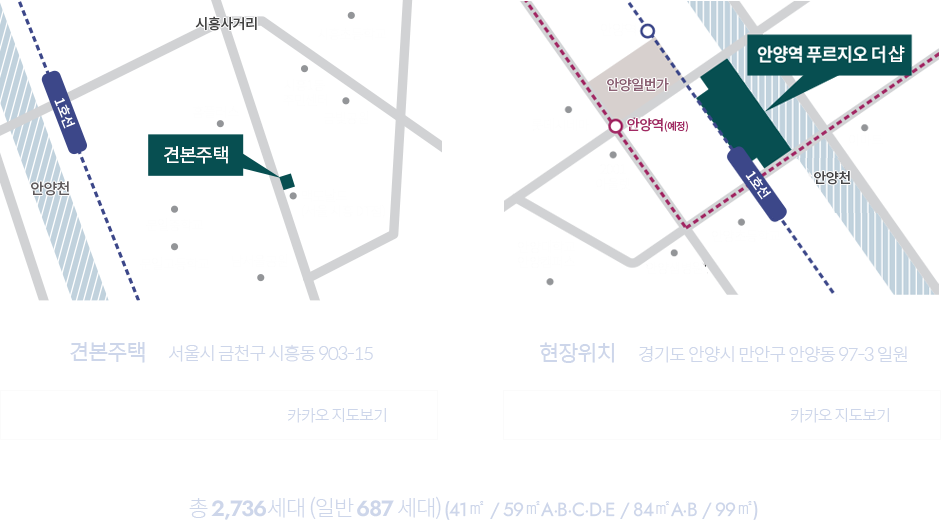 시흥사거리
1호선
견본주택
안양천
안양역 푸르지오 더 샵
안양일번가
안양역(예정)
1호선
안양천
견본주택 서울시 금천구 시흥동 903-15
현장위치 경기도 안양시 만안구 안양동 97-3 일원
카카오 지도보기
카카오 지도보기
총 2,736세대 (일반 687 세대) (41㎡ / 59㎡A·B·C·D·E / 84㎡A·B / 99㎡)